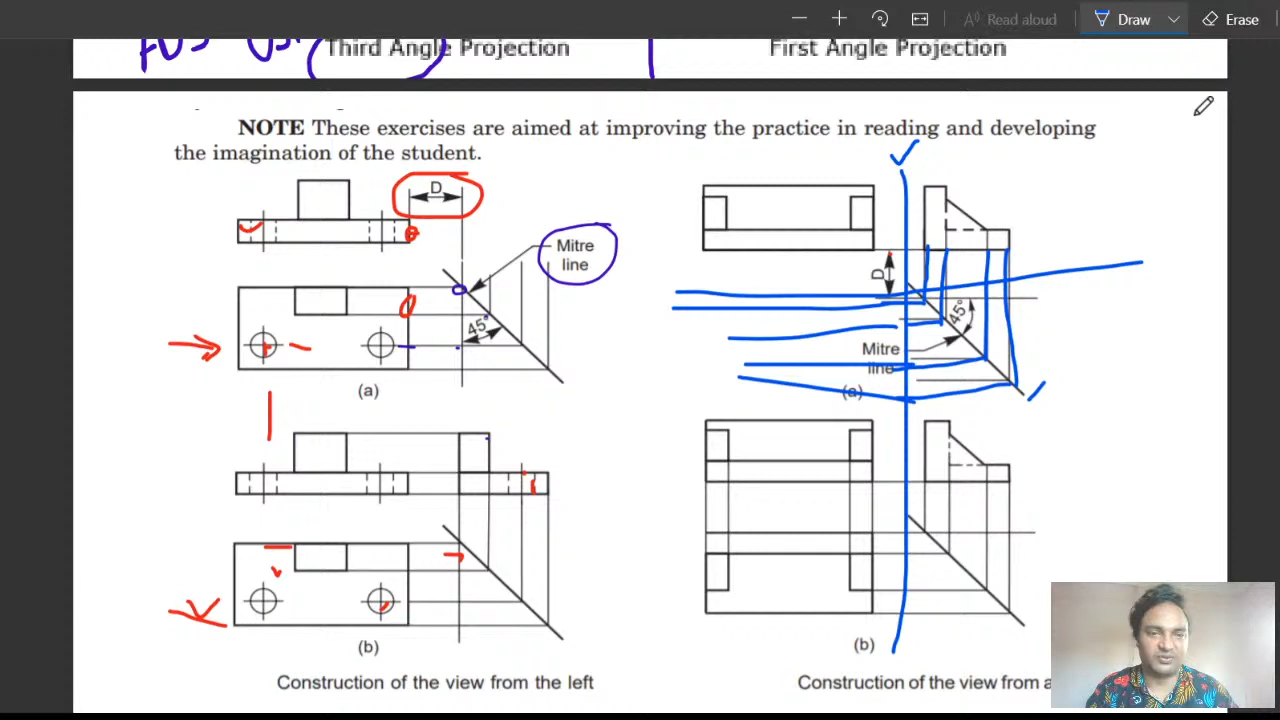 Read aloud
Draw
Erase
Third Angle Projection
First Angle Projection
NOTE These exercises are aimed at improving the practice in reading and developing
the imagination of the student.
D
Mitre
line
45°
(a)
D
45°
Mitre
line
(a)
(b)
Construction of the view from the left
(b)
Construction of the view from a